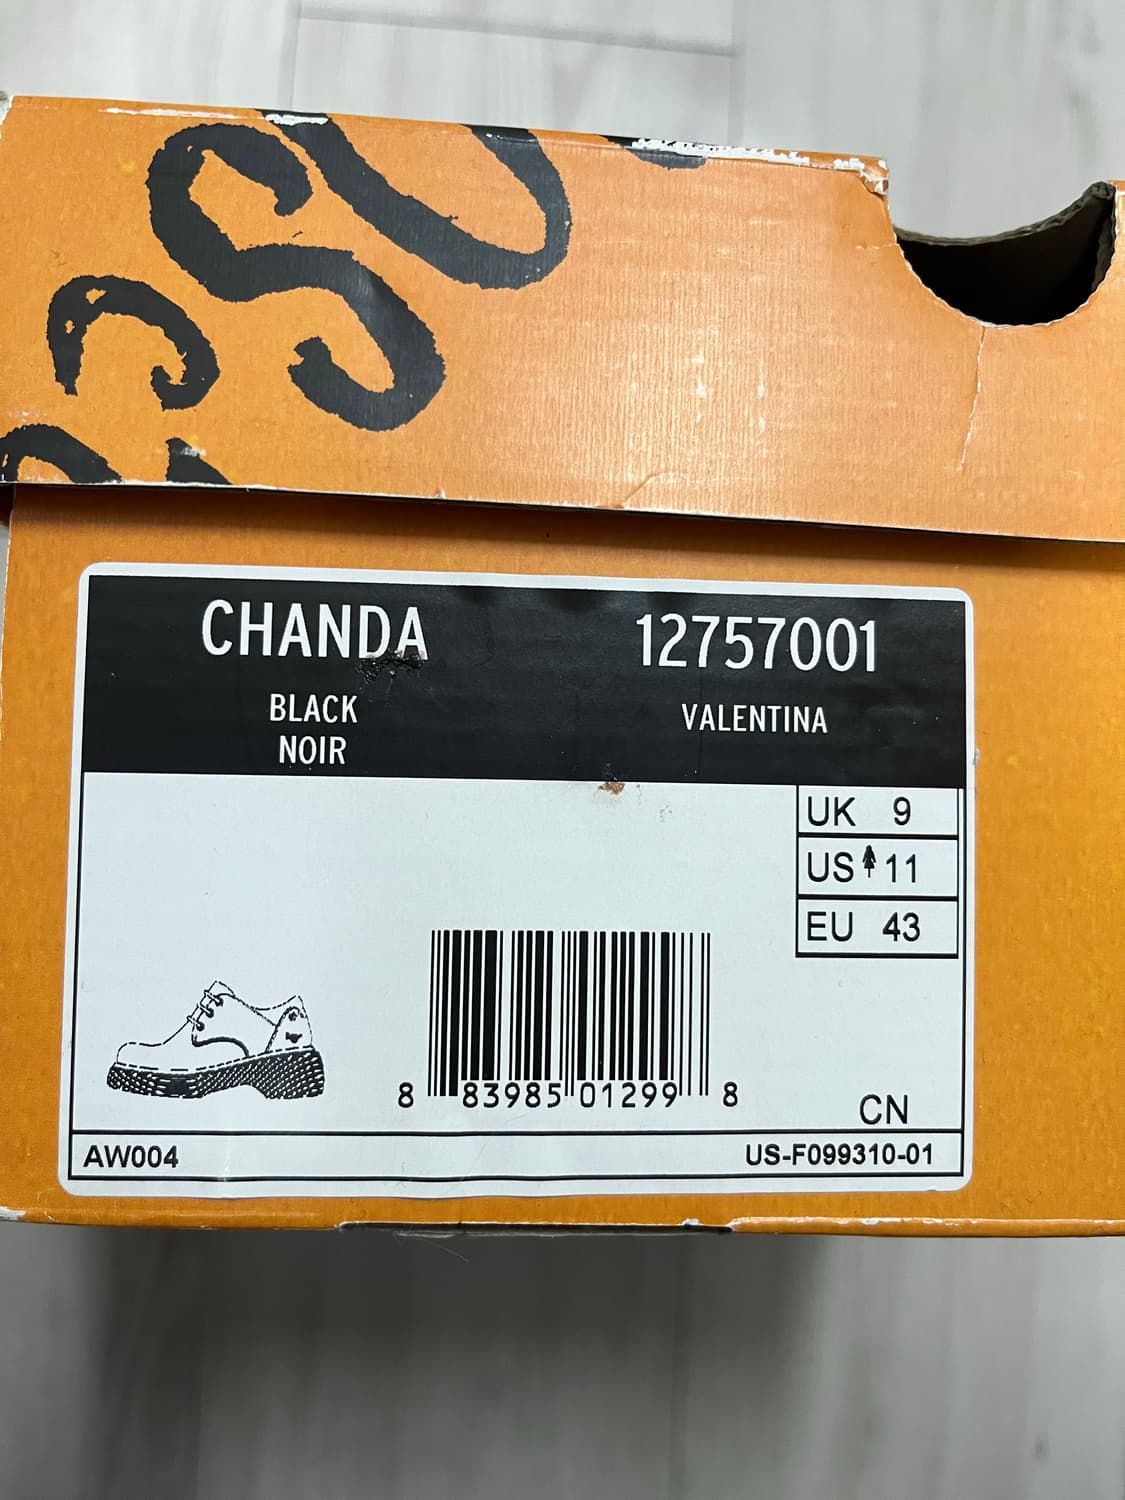 CHANDA 12757001
BLACK VALENTINA
NOIR
UK 9
US 11
EU 43
8 83985 01299 8
CN
AW004 US-F099310-01